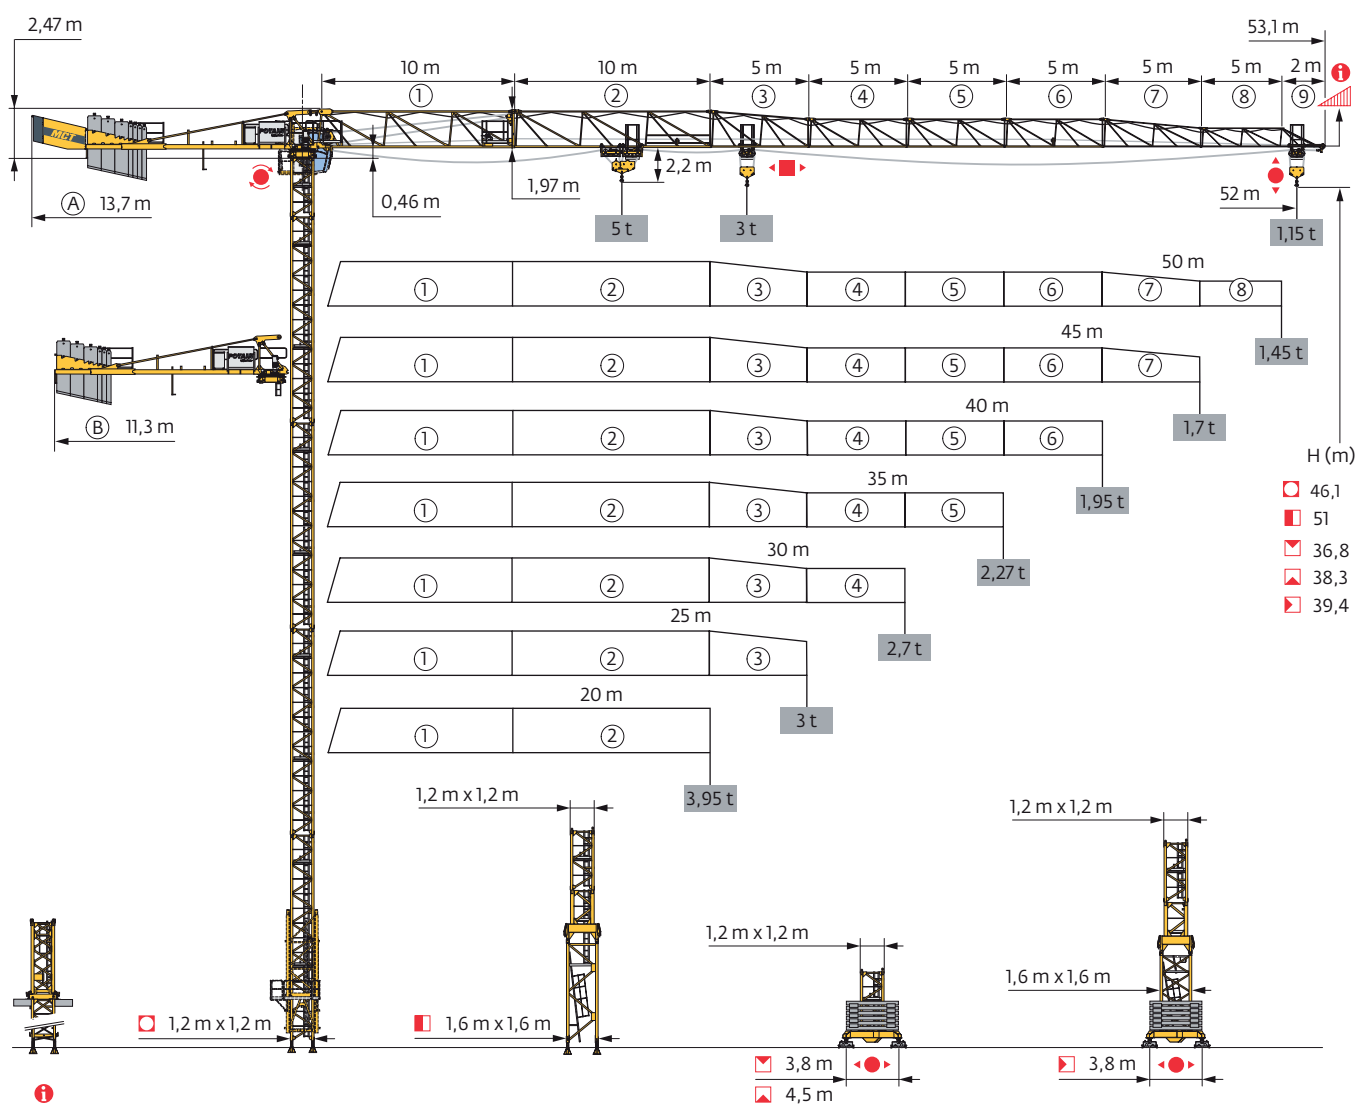 2,47 m
53,1 m
10 m 10 m 5 m 5 m 5 m 5 m 5 m 5 m 2 m i
1 2 3 4 5 6 7 8 9
MCT
POTAIN
2,2 m
1,97 m
A 13,7 m
0,46 m
52 m
5 t 3 t 1,15 t
50 m
1 2 3 4 5 6 7 8
45 m
1,45 t
POTAIN
1 2 3 4 5 6 7
40 m
B 11,3 m
1,7 t
1 2 3 4 5 6
H (m)
35 m
1,95 t
46,1
1 2 3 4 5
51
30 m
36,8
2,27 t
38,3
1 2 3 4
39,4
25 m
2,7 t
1 2 3
20 m
3 t
1 2
3,95 t
1,2 m x 1,2 m
1,2 m x 1,2 m
1,2 m x 1,2 m
1,6 m x 1,6 m
1,2 m x 1,2 m
1,6 m x 1,6 m
3,8 m
3,8 m
4,5 m
i